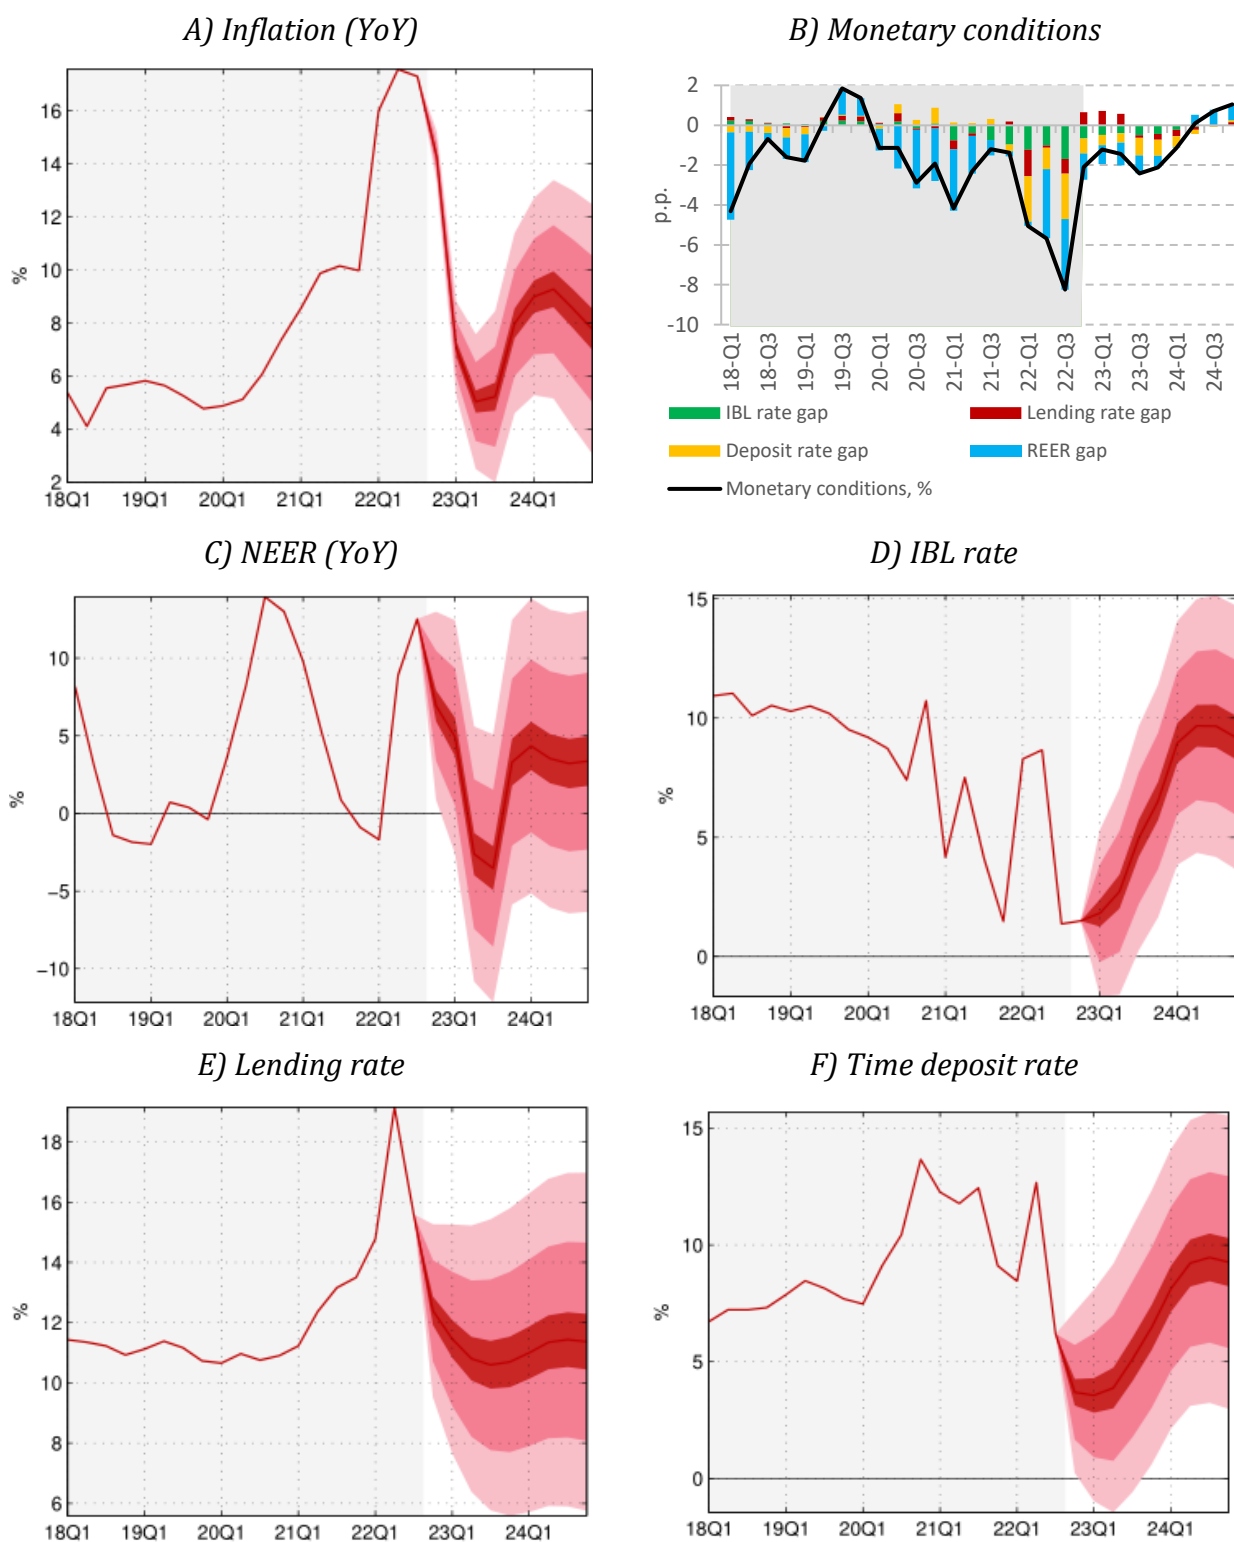 A) Inflation (YoY)
%
16
14
12
10
8
6
4
2
18Q1 19Q1 20Q1 21Q1 22Q1 23Q1 24Q1
B) Monetary conditions
p.p.
2
0
-2
-4
-6
-8
-10
18-Q1
18-Q3
19-Q1
19-Q3
20-Q1
20-Q3
21-Q1
21-Q3
22-Q1
22-Q3
23-Q1
23-Q3
24-Q1
24-Q3
IBL rate gap
Lending rate gap
Deposit rate gap
REER gap
Monetary conditions, %
C) NEER (YoY)
%
10
5
0
−5
−10
18Q1 19Q1 20Q1 21Q1 22Q1 23Q1 24Q1
D) IBL rate
%
15
10
5
0
18Q1 19Q1 20Q1 21Q1 22Q1 23Q1 24Q1
E) Lending rate
%
18
16
14
12
10
8
6
18Q1 19Q1 20Q1 21Q1 22Q1 23Q1 24Q1
F) Time deposit rate
%
15
10
5
0
18Q1 19Q1 20Q1 21Q1 22Q1 23Q1 24Q1